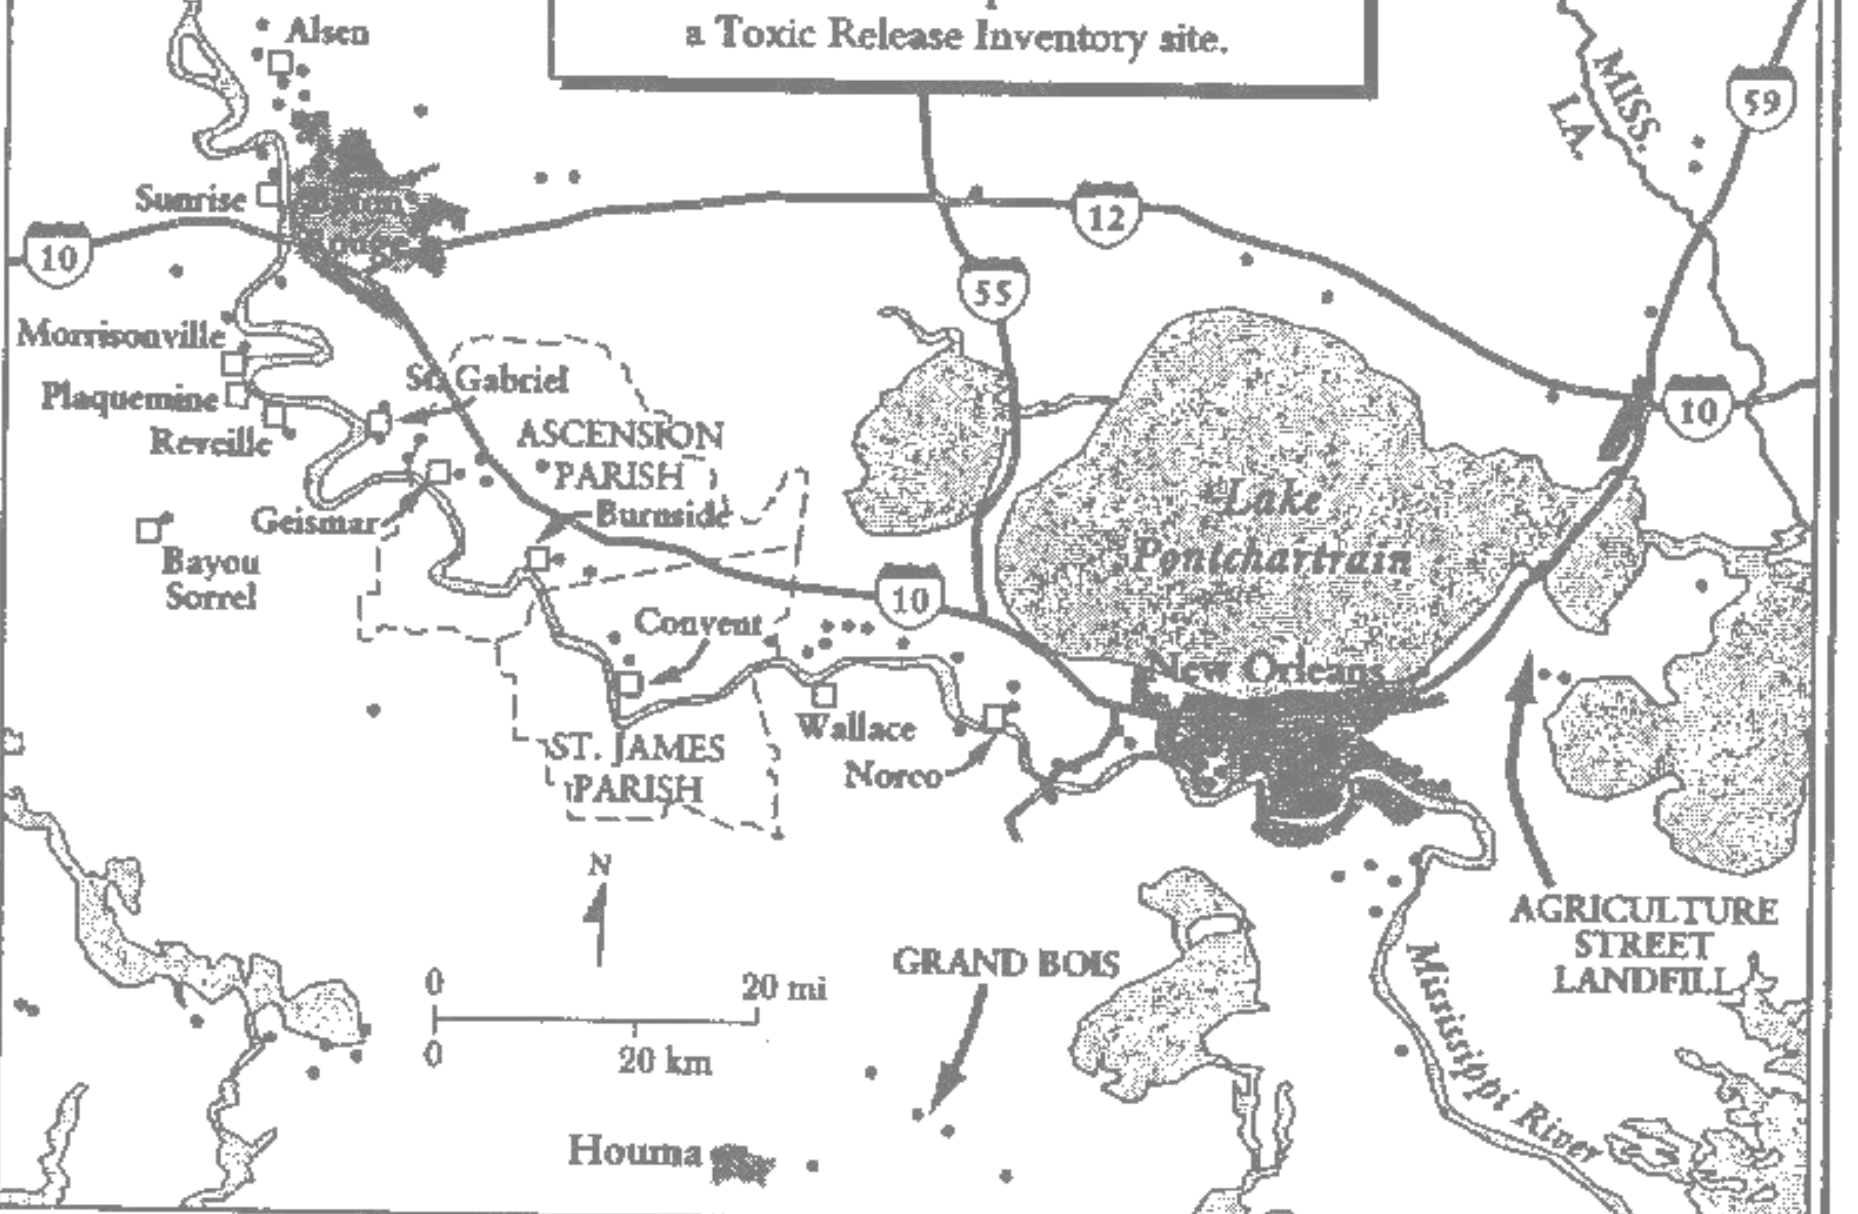 a Toxic Release Inventory site.
Alsen
MISS.
LA.
59
Sunrise
12
10
55
Morrisonville
St. Gabriel
Plaquemine
10
Reveille
ASCENSION
PARISH
Burnside
Geismar
Lake
Pontchartrain
Bayou
Sorrel
10
Convent
New Orleans
Wallace
ST. JAMES
PARISH
Norco
N
AGRICULTURE
STREET
LANDFILL
GRAND BOIS
0
20 mi
0
20 km
Mississippi River
Houma